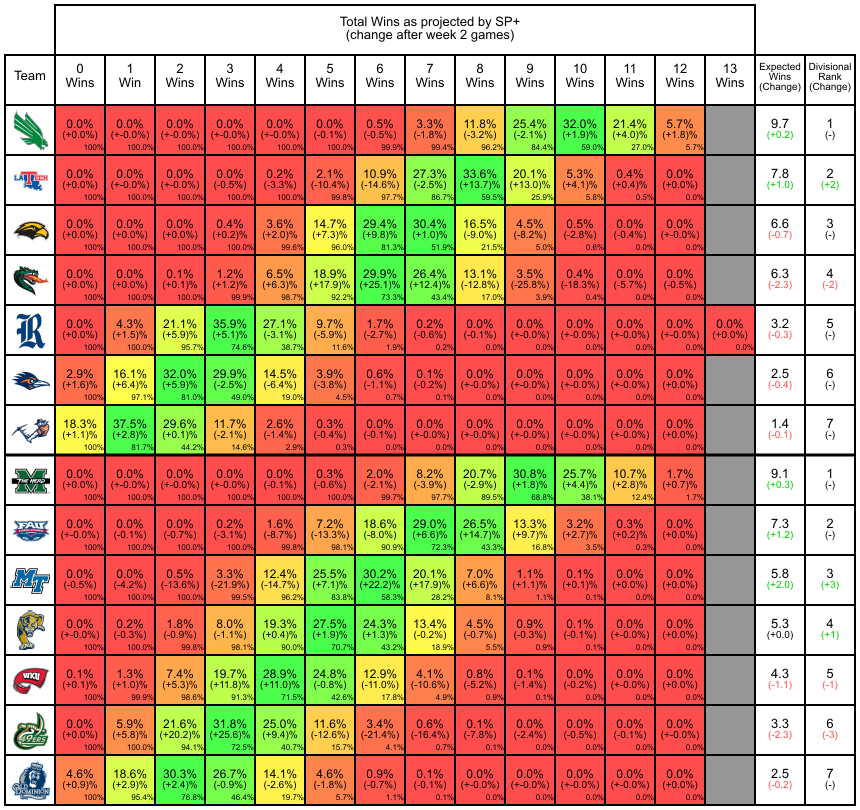 Total Wins as projected by SP+
(change after week 2 games)
Team 0 Wins 1 Win 2 Wins 3 Wins 4 Wins 5 Wins 6 Wins 7 Wins 8 Wins 9 Wins 10 Wins 11 Wins 12 Wins 13 Wins Expected Wins (Change) Divisional Rank (Change)
0.0% 0.0% 0.0% 0.0% 0.0% 0.0% 0.5% 3.3% 11.8% 25.4% 32.0% 21.4% 5.7% 9.7 1
(+0.0%) (+-0.0%) (+-0.0%) (+-0.0%) (+-0.0%) (-0.1%) (-0.5%) (-1.8%) (-3.2%) (-2.1%) (+1.9)% (+4.0)% (+1.8)% (+0.2) (-)
100% 100.0% 100.0% 100.0% 100.0% 100.0% 99.9% 99.4% 96.2% 84.4% 59.0% 27.0% 5.7%
LA TECH 0.0% 0.0% 0.0% 0.0% 0.2% 2.1% 10.9% 27.3% 33.6% 20.1% 5.3% 0.4% 0.0% 7.8 2
(+0.0%) (+-0.0%) (+-0.0%) (-0.5%) (-3.3%) (-10.4%) (-14.6%) (-2.5%) (+13.7)% (+13.0)% (+4.1)% (+0.4)% (+0.0%) (+1.0) (+2)
100% 100.0% 100.0% 100.0% 100.0% 99.8% 97.7% 86.7% 59.5% 25.9% 5.8% 0.5% 0.0%
0.0% 0.0% 0.0% 0.4% 3.6% 14.7% 29.4% 30.4% 16.5% 4.5% 0.5% 0.0% 0.0% 6.6 3
(+0.0%) (+0.0%) (+0.0%) (+0.2)% (+2.0)% (+7.3)% (+9.8)% (+1.0)% (-9.0)% (-8.2%) (-2.8%) (-0.4%) (+-0.0%) (-0.7) (-)
100% 100.0% 100.0% 100.0% 99.6% 96.0% 81.3% 51.9% 21.5% 5.0% 0.6% 0.0% 0.0%
0.0% 0.0% 0.1% 1.2% 6.5% 18.9% 29.9% 26.4% 13.1% 3.5% 0.4% 0.0% 0.0% 6.3 4
(+0.0%) (+0.0%) (+0.1)% (+1.2)% (+6.3)% (+17.9)% (+25.1)% (+12.4)% (-12.8)% (-25.8%) (-18.3%) (-5.7%) (-0.5%) (-2.3) (-2)
100% 100.0% 100.0% 99.9% 98.7% 92.2% 73.3% 43.4% 17.0% 3.9% 0.4% 0.0% 0.0%
R 0.0% 4.3% 21.1% 35.9% 27.1% 9.7% 1.7% 0.2% 0.0% 0.0% 0.0% 0.0% 0.0% 0.0% 3.2 5
(+0.0%) (+1.5)% (+5.9)% (+5.1)% (-3.1)% (-5.9%) (-2.7%) (-0.6%) (-0.1%) (+-0.0%) (+-0.0%) (+-0.0%) (+-0.0%) (+0.0)% (-0.3) (-)
100% 100.0% 95.7% 74.6% 38.7% 11.6% 1.9% 0.2% 0.0% 0.0% 0.0% 0.0% 0.0% 0.0%
2.9% 16.1% 32.0% 29.9% 14.5% 3.9% 0.6% 0.1% 0.0% 0.0% 0.0% 0.0% 0.0% 2.5 6
(+1.6)% (+6.4)% (+5.9)% (-2.5)% (-6.4)% (-3.8%) (-1.1%) (-0.2%) (+-0.0%) (+-0.0%) (+-0.0%) (+-0.0%) (+-0.0%) (-0.4) (-)
100% 97.1% 81.0% 49.0% 19.0% 4.5% 0.7% 0.1% 0.0% 0.0% 0.0% 0.0% 0.0%
18.3% 37.5% 29.6% 11.7% 2.6% 0.3% 0.0% 0.0% 0.0% 0.0% 0.0% 0.0% 0.0% 1.4 7
(+1.1)% (+2.8)% (+0.1)% (-2.1)% (-1.4%) (-0.4%) (-0.1%) (+-0.0%) (+-0.0%) (+-0.0%) (+-0.0%) (+-0.0%) (+-0.0%) (-0.1) (-)
100% 81.7% 44.2% 14.6% 2.9% 0.3% 0.0% 0.0% 0.0% 0.0% 0.0% 0.0% 0.0%
M THE HERD 0.0% 0.0% 0.0% 0.0% 0.0% 0.3% 2.0% 8.2% 20.7% 30.8% 25.7% 10.7% 1.7% 9.1 1
(+0.0%) (+-0.0%) (+-0.0%) (+-0.0%) (-0.1%) (-0.6%) (-2.1%) (-3.9%) (-2.9)% (+1.8)% (+4.4)% (+2.8)% (+0.7)% (+0.3) (-)
100% 100.0% 100.0% 100.0% 100.0% 100.0% 99.7% 97.7% 89.5% 68.8% 38.1% 12.4% 1.7%
FAU 0.0% 0.0% 0.0% 0.2% 1.6% 7.2% 18.6% 29.0% 26.5% 13.3% 3.2% 0.3% 0.0% 7.3 2
(+-0.0%) (-0.1%) (-0.7%) (-3.1%) (-8.7%) (-13.3%) (-8.0%) (+6.6)% (+14.7)% (+9.7)% (+2.7)% (+0.2)% (+0.0%) (+1.2) (-)
100% 100.0% 100.0% 100.0% 99.8% 98.1% 90.9% 72.3% 43.3% 16.8% 3.5% 0.3% 0.0%
MT 0.0% 0.0% 0.5% 3.3% 12.4% 25.5% 30.2% 20.1% 7.0% 1.1% 0.1% 0.0% 0.0% 5.8 3
(-0.5%) (-4.2%) (-13.6%) (-21.9%) (-14.7%) (+7.1)% (+22.2)% (+17.9)% (+6.6)% (+1.1)% (+0.1)% (+0.0%) (+0.0%) (+2.0) (+3)
100% 100.0% 100.0% 99.5% 96.2% 83.8% 58.3% 28.2% 8.1% 1.1% 0.1% 0.0% 0.0%
0.0% 0.2% 1.8% 8.0% 19.3% 27.5% 24.3% 13.4% 4.5% 0.9% 0.1% 0.0% 0.0% 5.3 4
(+-0.0%) (-0.3%) (-0.9%) (-1.1%) (+0.4)% (+1.9)% (+1.3)% (-0.2)% (-0.7)% (-0.3%) (-0.1%) (+-0.0%) (+0.0%) (+0.0) (+1)
100% 100.0% 99.8% 98.1% 90.0% 70.7% 43.2% 18.9% 5.5% 0.9% 0.1% 0.0% 0.0%
WKU 0.1% 1.3% 7.4% 19.7% 28.9% 24.8% 12.9% 4.1% 0.8% 0.1% 0.0% 0.0% 0.0% 4.3 5
(+0.1)% (+1.0)% (+5.3)% (+11.8)% (+11.0)% (-0.8)% (-11.0)% (-10.6%) (-5.2%) (-1.4%) (-0.2%) (+-0.0%) (+0.0%) (-1.1) (-1)
100% 99.9% 98.6% 91.3% 71.5% 42.6% 17.8% 4.9% 0.9% 0.1% 0.0% 0.0% 0.0%
49ERS 0.0% 5.9% 21.6% 31.8% 25.0% 11.6% 3.4% 0.6% 0.1% 0.0% 0.0% 0.0% 0.0% 3.3 6
(+0.0%) (+5.8)% (+20.2)% (+25.6)% (+9.4)% (-12.6%) (-21.4%) (-16.4%) (-7.8%) (-2.4%) (-0.5%) (-0.1%) (+-0.0%) (-2.3) (-3)
100% 100.0% 94.1% 72.5% 40.7% 15.7% 4.1% 0.7% 0.1% 0.0% 0.0% 0.0% 0.0%
OLD DOMINION 4.6% 18.6% 30.3% 26.7% 14.1% 4.6% 0.9% 0.1% 0.0% 0.0% 0.0% 0.0% 0.0% 2.5 7
(+0.9)% (+2.9)% (+2.4)% (-0.9)% (-2.6)% (-1.8%) (-0.7%) (-0.1%) (+-0.0%) (+-0.0%) (+-0.0%) (+-0.0%) (+0.0%) (-0.2) (-)
100% 95.4% 76.8% 46.4% 19.7% 5.7% 1.1% 0.1% 0.0% 0.0% 0.0% 0.0% 0.0%